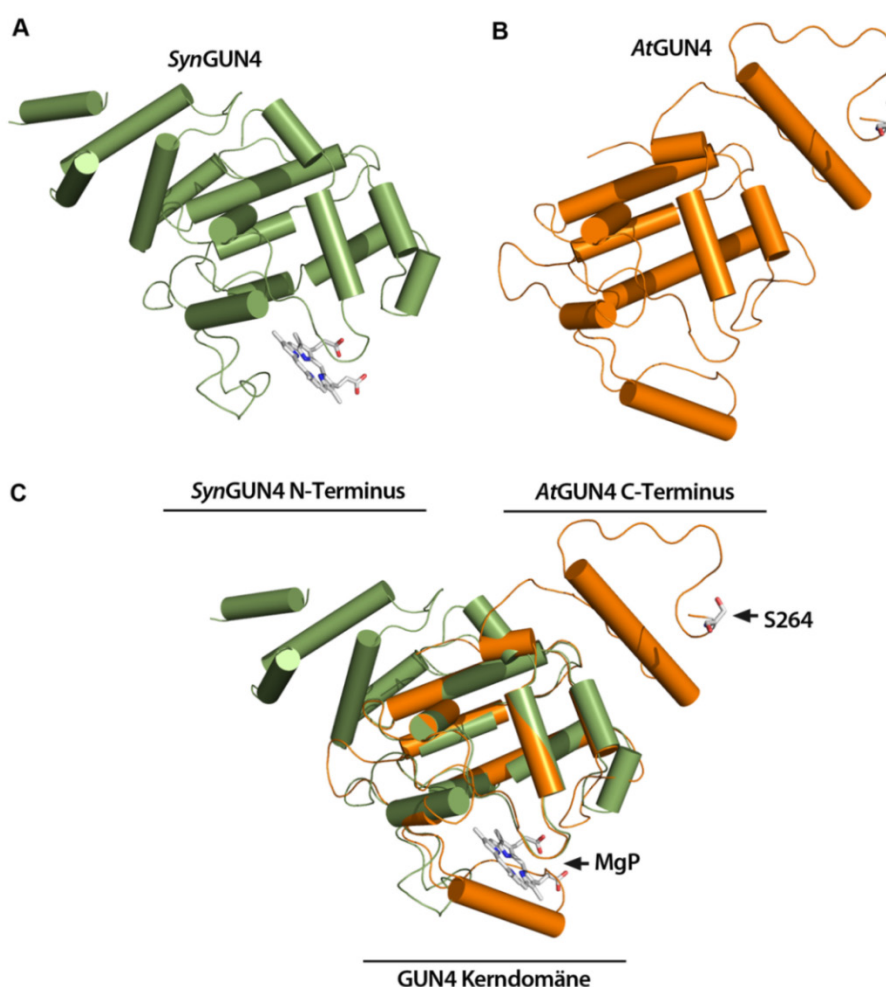 A
SynGUN4
B
AtGUN4
C
SynGUN4 N-Terminus
AtGUN4 C-Terminus
S264
MgP
GUN4 Kerndomäne